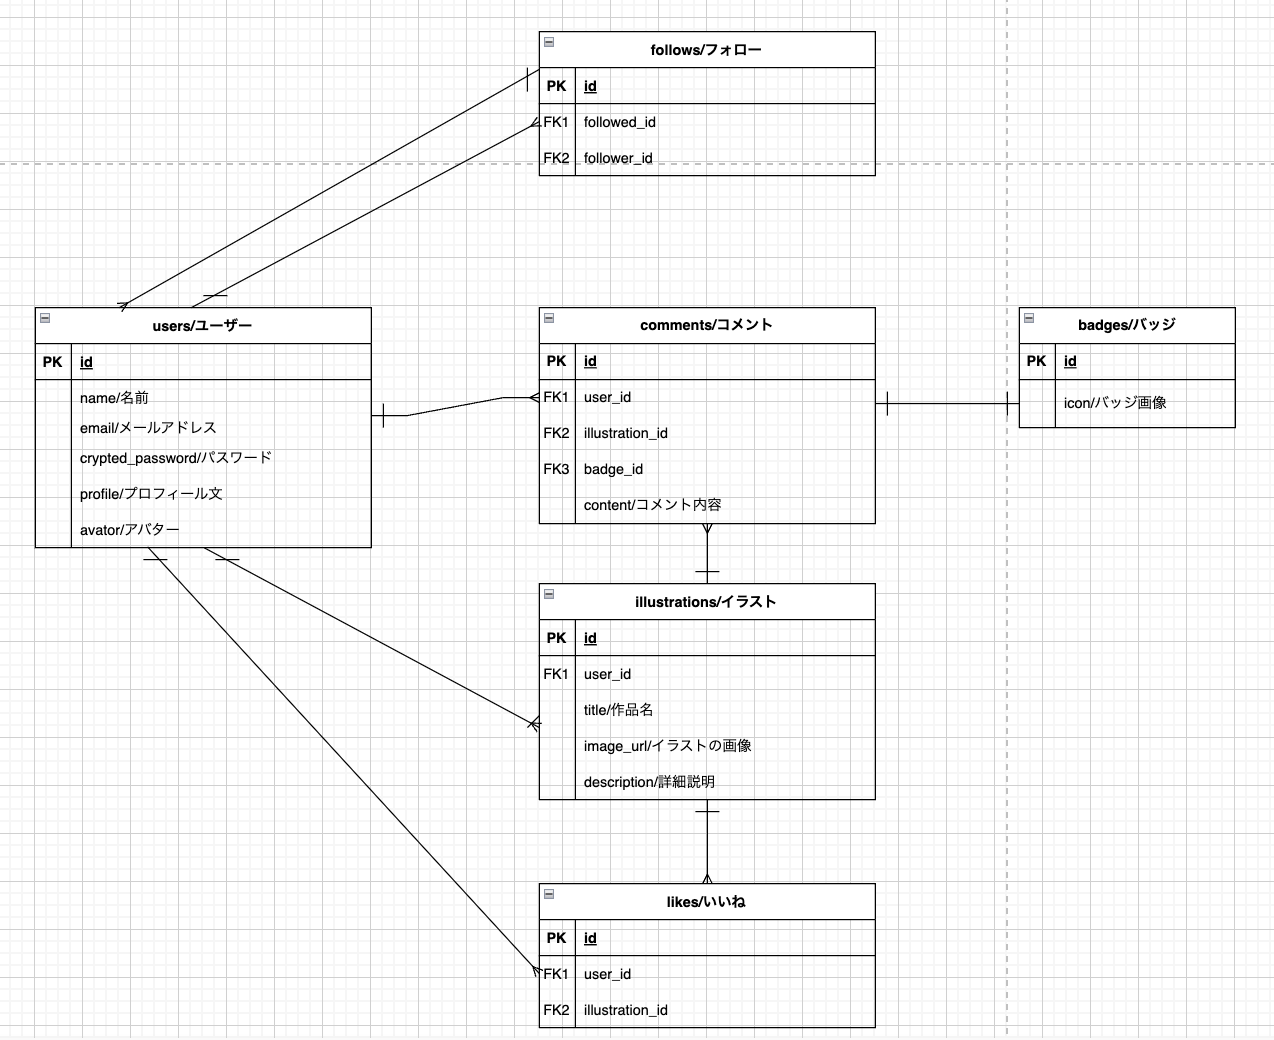 follows/フォロー
PK id
FK1 followed_id
FK2 follower_id
users/ユーザー
PK id
name/名前
email/メールアドレス
crypted_password/パスワード
profile/プロフィール文
avator/アバター
comments/コメント
PK id
FK1 user_id
FK2 illustration_id
FK3 badge_id
content/コメント内容
badges/バッジ
PK id
icon/バッジ画像
illustrations/イラスト
PK id
FK1 user_id
title/作品名
image_url/イラストの画像
description/詳細説明
likes/いいね
PK id
FK1 user_id
FK2 illustration_id